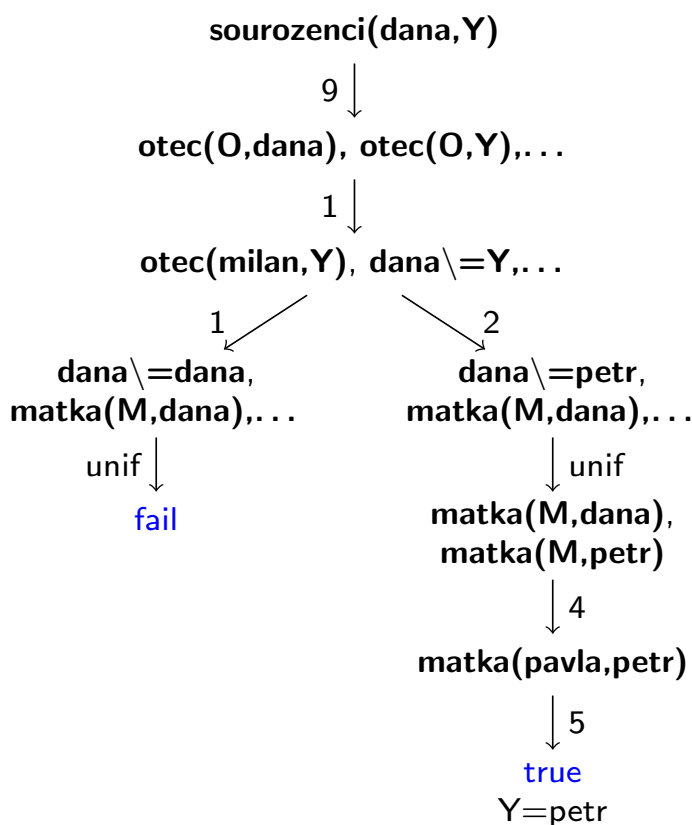 sourozenci(dana,Y)
9
otec(O,dana), otec(O,Y),...
1
otec(milan,Y), dana\=Y,...
1
2
dana\=dana,
matka(M,dana),...
unif
fail
dana\=petr,
matka(M,dana),...
unif
matka(M,dana),
matka(M,petr)
4
matka(pavla,petr)
5
true
Y=petr